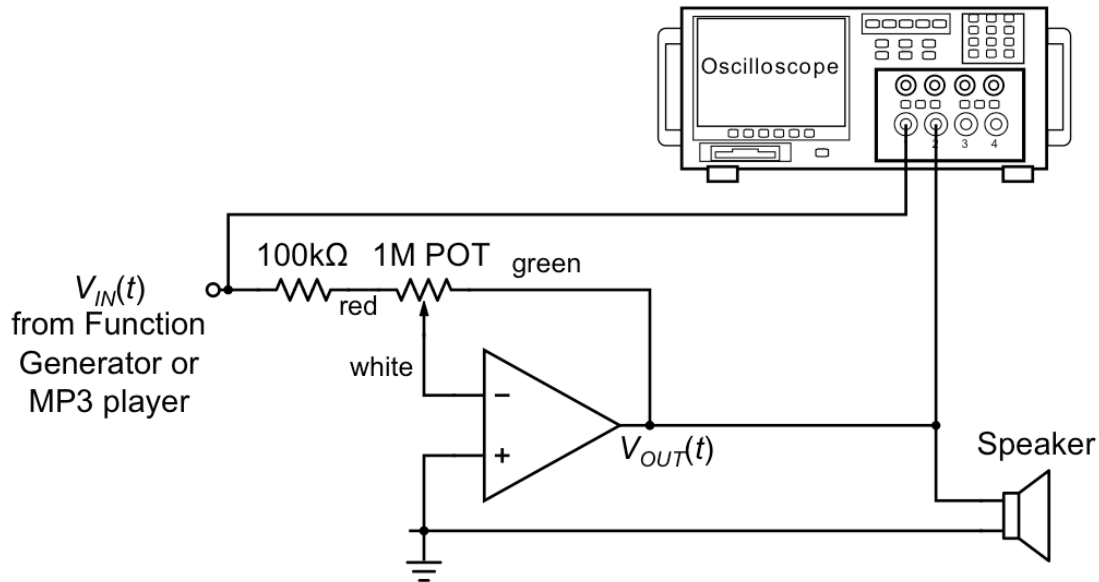 Oscilloscope
1 2 3 4
100kΩ 1M POT
green
red
V_IN(t)
from Function
Generator or
MP3 player
white
−
+
V_OUT(t)
Speaker